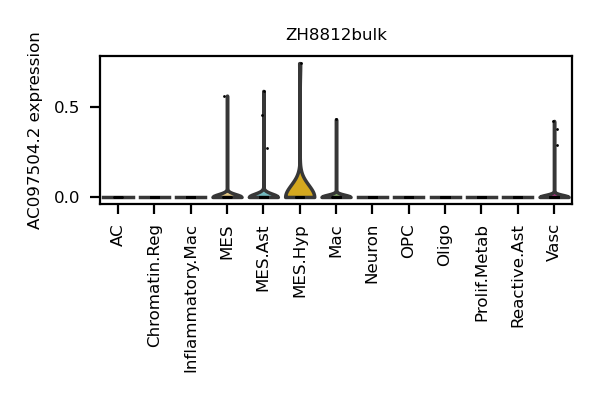 ZH8812bulk
AC097504.2 expression
0.5
0.0
AC
Chromatin.Reg
Inflammatory.Mac
MES
MES.Ast
MES.Hyp
Mac
Neuron
OPC
Oligo
Prolif.Metab
Reactive.Ast
Vasc